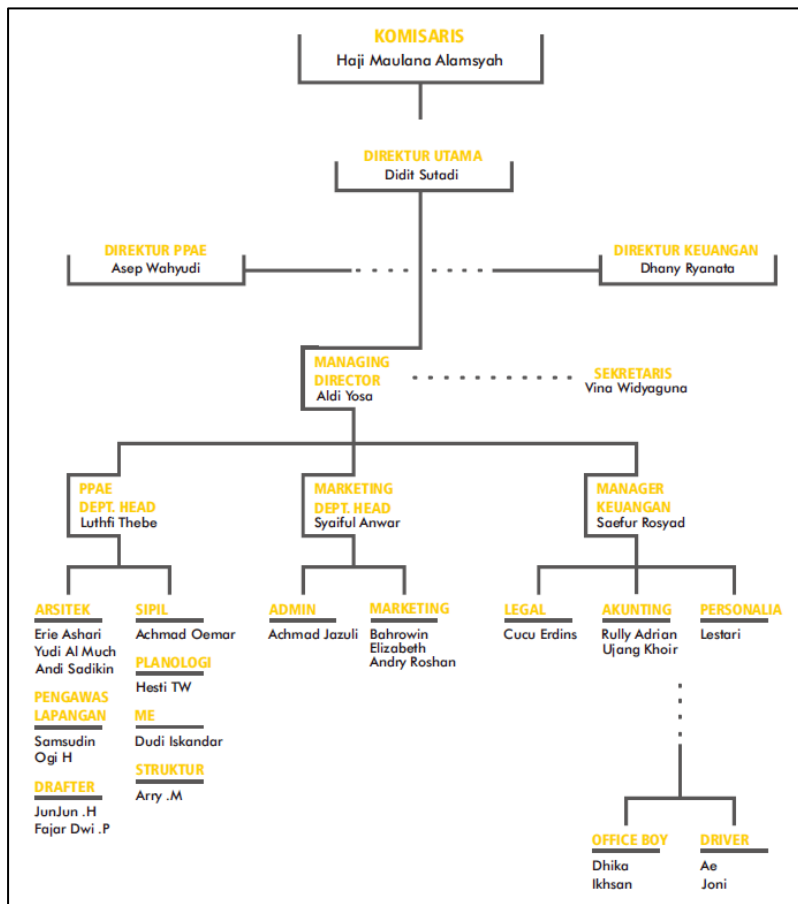 KOMISARIS
Haji Maulana Alamsyah
DIREKTUR UTAMA
Didit Sutadi
DIREKTUR PPAE
Asep Wahyudi
DIREKTUR KEUANGAN
Dhany Ryanata
MANAGING
DIRECTOR
Aldi Yosa
SEKRETARIS
Vina Widyaguna
PPAE
DEPT. HEAD
Luthfi Thebe
MARKETING
DEPT. HEAD
Syaiful Anwar
MANAGER
KEUANGAN
Saefur Rosyad
ARSITEK
Erie Ashari
Yudi Al Much
Andi Sadikin
PENGAWAS
LAPANGAN
Samsudin
Ogi H
DRAFTER
JunJun .H
Fajar Dwi .P
SIPIL
Achmad Oemar
PLANOLOGI
Hesti TW
ME
Dudi Iskandar
STRUKTUR
Arry .M
ADMIN
Achmad Jazuli
MARKETING
Bahrowin
Elizabeth
Andry Roshan
LEGAL
Cucu Erdins
AKUNTING
Rully Adrian
Ujang Khoir
PERSONALIA
Lestari
OFFICE BOY
Dhika
Ikhsan
DRIVER
Ae
Joni